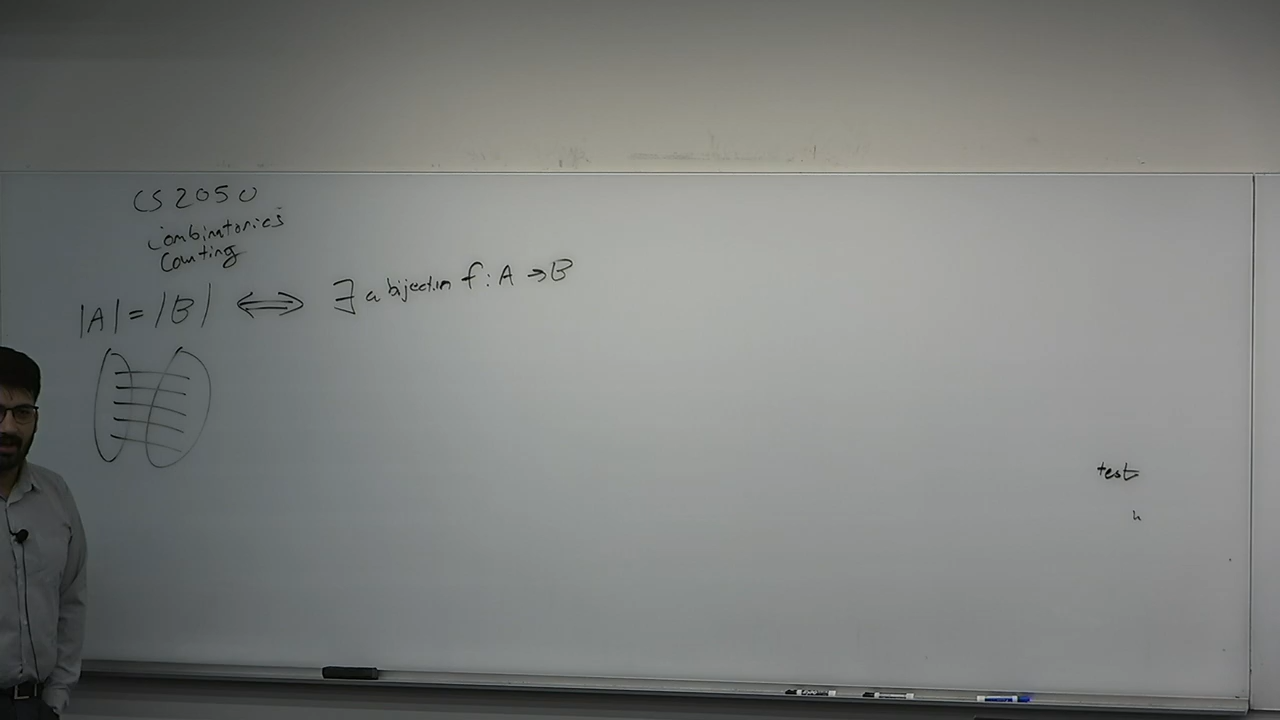 CS 2050
Combinatorics
Counting
|A| = |B| ⟺ ∃ a bijection f: A → B
test
h